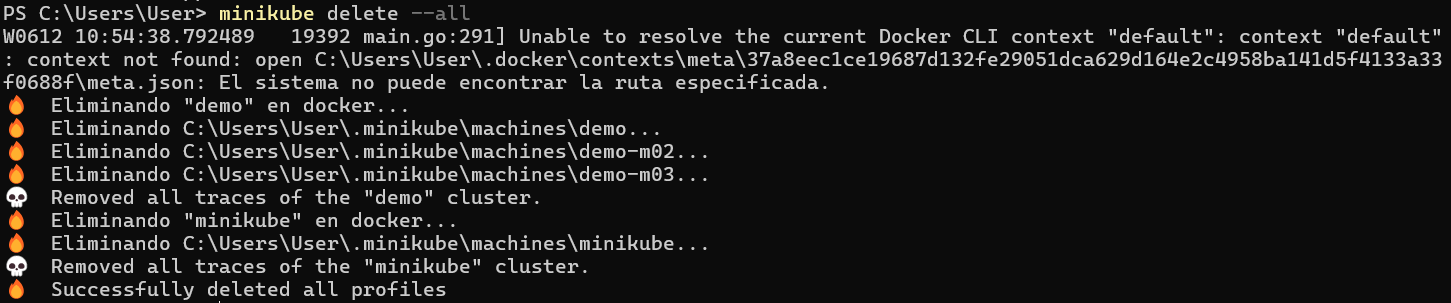 PS C:\Users\User> minikube delete --all
W0612 10:54:38.792489   19392 main.go:291] Unable to resolve the current Docker CLI context "default": context "default"
: context not found: open C:\Users\User\.docker\contexts\meta\37a8eec1ce19687d132fe29051dca629d164e2c4958ba141d5f4133a33
f0688f\meta.json: El sistema no puede encontrar la ruta especificada.
🔥  Eliminando "demo" en docker...
🔥  Eliminando C:\Users\User\.minikube\machines\demo...
🔥  Eliminando C:\Users\User\.minikube\machines\demo-m02...
🔥  Eliminando C:\Users\User\.minikube\machines\demo-m03...
💀  Removed all traces of the "demo" cluster.
🔥  Eliminando "minikube" en docker...
🔥  Eliminando C:\Users\User\.minikube\machines\minikube...
💀  Removed all traces of the "minikube" cluster.
🔥  Successfully deleted all profiles